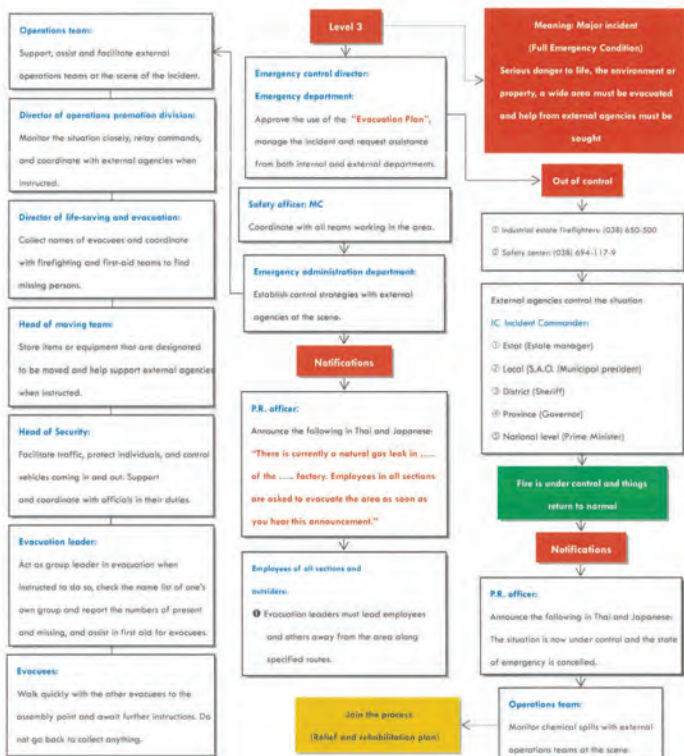 Operations team:
Support, assist and facilitate external
operations teams at the scene of the incident.
Director of operations promotion division:
Monitor the situation closely, relay commands,
and coordinate with external agencies when
instructed.
Director of life-saving and evacuation:
Collect names of evacuees and coordinate
with firefighting and first-aid teams to find
missing persons.
Head of moving team:
Store items or equipment that are designated
to be moved and help support external agencies
when instructed.
Head of Security:
Facilitate traffic, protect individuals, and control
vehicles coming in and out. Support
and coordinate with officials in their duties.
Evacuation leader:
Act as group leader in evacuation when
instructed to do so, check the name list of one's
own group and report the numbers of present
and missing, and assist in first aid for evacuees.
Evacuees:
Walk quickly with the other evacuees to the
assembly point and await further instructions. Do
not go back to collect anything.
Level 3
Emergency control director:
Emergency department:
Approve the use of the "Evacuation Plan",
manage the incident and request assistance
from both internal and external departments.
Safety officer: MC
Coordinate with all teams working in the area.
Emergency administration department:
Establish control strategies with external
agencies at the scene.
Notifications
P.R. officer:
Announce the following in Thai and Japanese:
"There is currently a natural gas leak in .....
of the ..... factory. Employees in all sections
are asked to evacuate the area as soon as
you hear this announcement."
Employees of all sections and
outsiders:
❶ Evacuation leaders must lead employees
and others away from the area along
specified routes.
Meaning: Major incident
(Full Emergency Condition)
Serious danger to life, the environment or
property, a wide area must be evacuated
and help from external agencies must be
sought
Out of control
① Industrial estate firefighters: (038) 650-500
② Safety center: (038) 694-117-9
External agencies control the situation
IC Incident Commander:
① Estat (Estate manager)
② Local (S.A.O. /Municipal president)
③ District (Sheriff)
④ Province (Governor)
⑤ National level (Prime Minister)
Fire is under control and things
return to normal
Notifications
P.R. officer:
Announce the following in Thai and Japanese:
The situation is now under control and the state
of emergency is cancelled.
Operations team:
Monitor chemical spills with external
operations teams at the scene
Join the process
(Relief and rehabilitation plan)